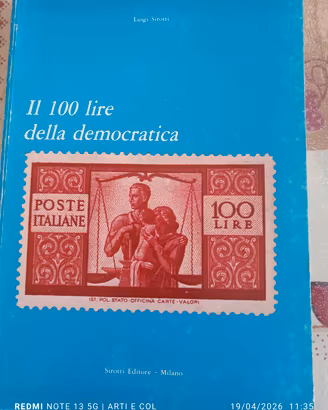 Luigi Sirotti
Il 100 lire
della democratica
POSTE
ITALIANE
100
LIRE
IST. POL. STATO-OFFICINA CARTE-VALORI
Sirotti Editore - Milano
REDMI NOTE 13 5G | ARTI E COL
19/04/2026 11:35